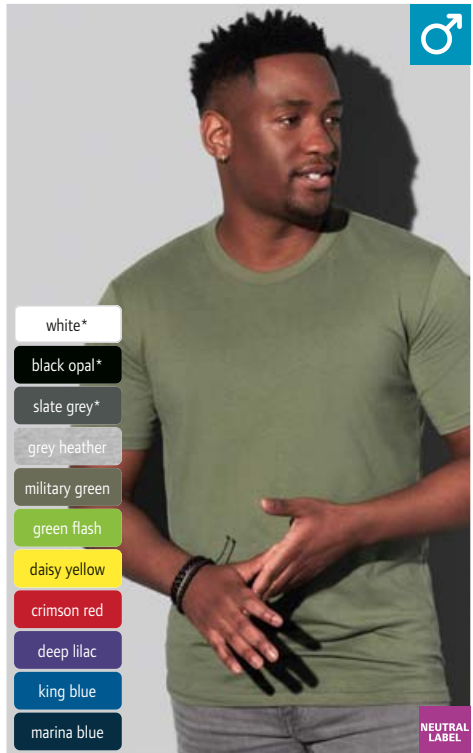 white*
black opal*
slate grey*
grey heather
military green
green flash
daisy yellow
crimson red
deep lilac
king blue
marina blue
NEUTRAL
LABEL